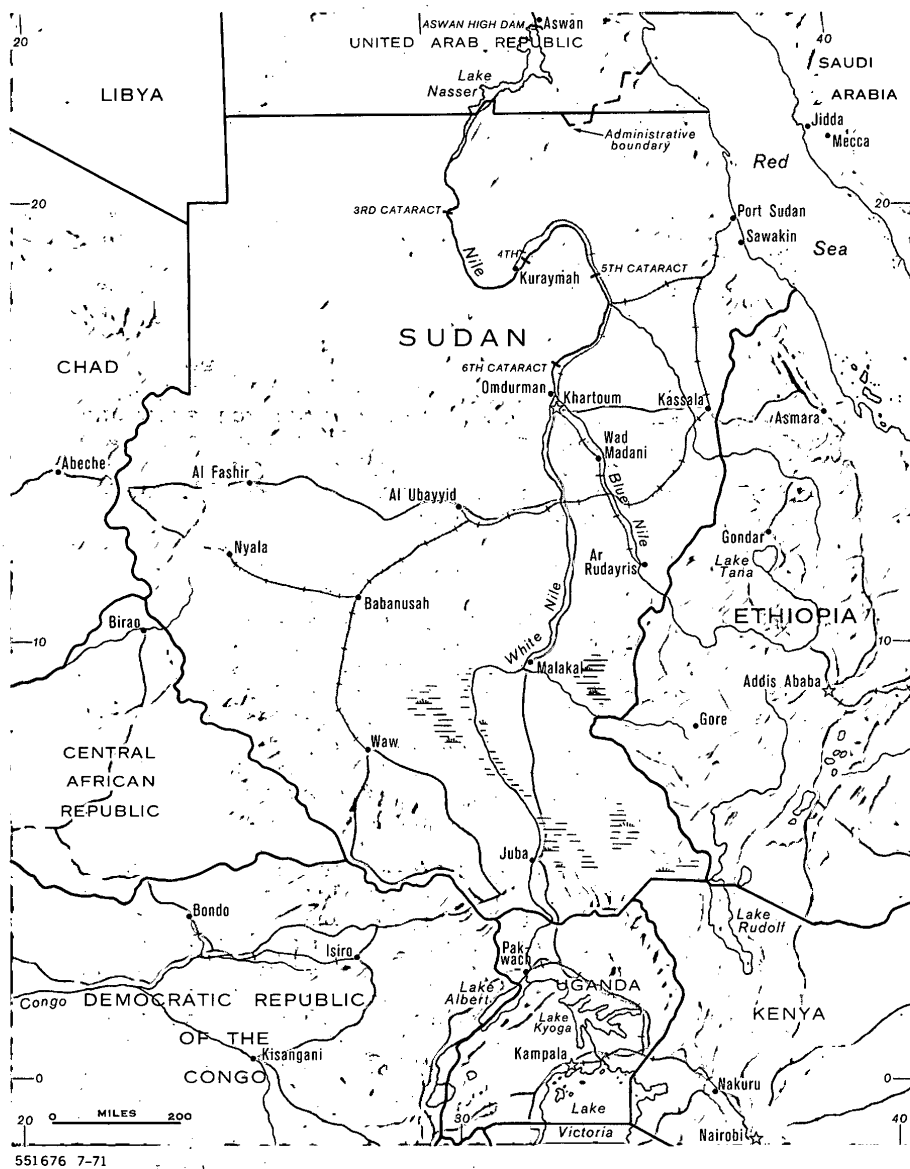 20
ASWAN HIGH DAM
Aswan
UNITED ARAB REPUBLIC
40
SAUDI
ARABIA
LIBYA
Lake
Nasser
Jidda
Mecca
Administrative
boundary
Red
Sea
20
20
3RD CATARACT
Port Sudan
Sawakin
Nile
4TH
Kuraymah
5TH CATARACT
SUDAN
CHAD
6TH CATARACT
Omdurman
Khartoum
Kassala
Asmara
Wad
Madani
Abeche
Al Fashir
Al Ubayyid
Blue
Nile
Gondar
Lake
Tana
Nyala
Ar
Rudayris
Babanusah
Nile
White
ETHIOPIA
Birao
10
10
Malakal
Addis Ababa
Gore
Waw
CENTRAL
AFRICAN
REPUBLIC
Juba
Bondo
Lake
Rudolf
Isiro
Pak-
wach
UGANDA
Lake
Albert
Congo
DEMOCRATIC REPUBLIC
OF THE
CONGO
Lake
Kyoga
KENYA
Kisangani
Kampala
0
0
Nakuru
20
0 MILES 200
30
Lake
Victoria
Nairobi
40
551676 7-71